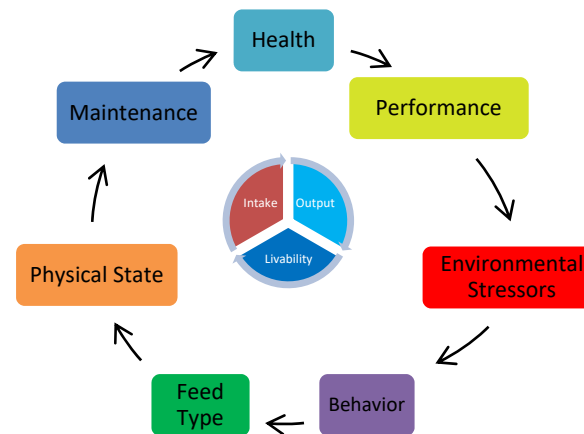 Health
Performance
Environmental
Stressors
Behavior
Feed
Type
Physical State
Maintenance
Intake
Output
Livability